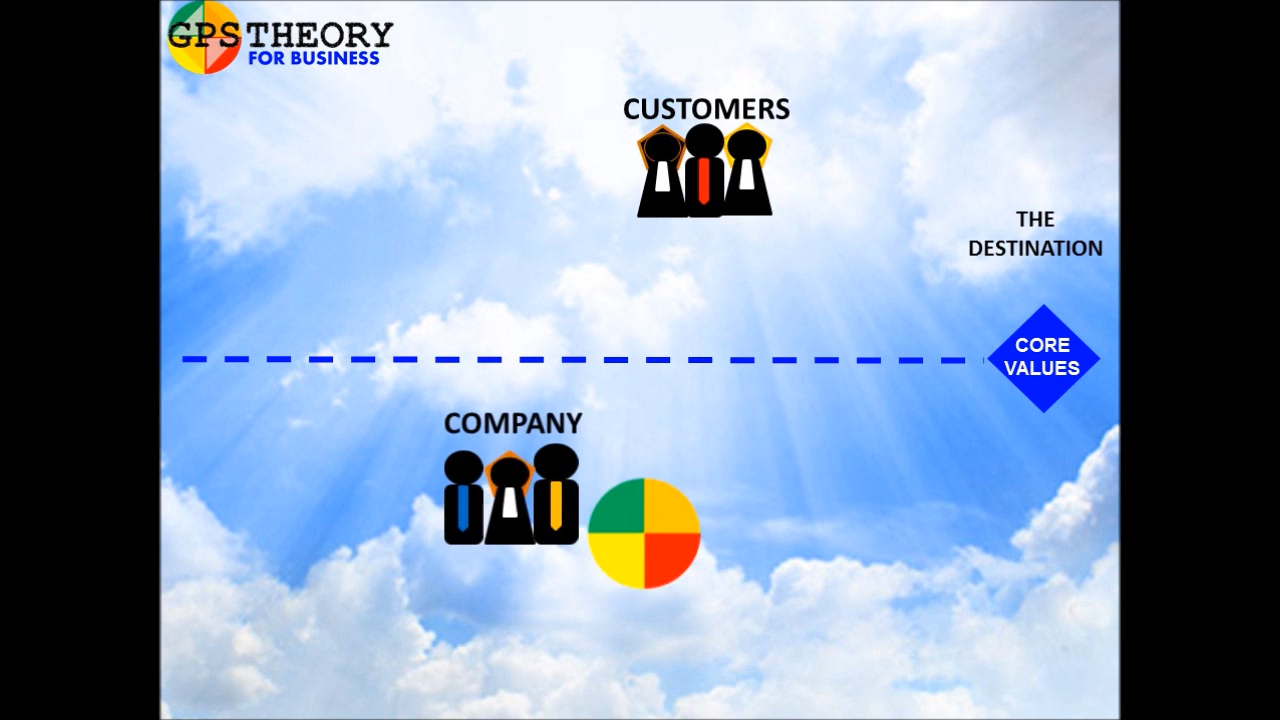 GPS THEORY
FOR BUSINESS
CUSTOMERS
THE
DESTINATION
CORE
VALUES
COMPANY